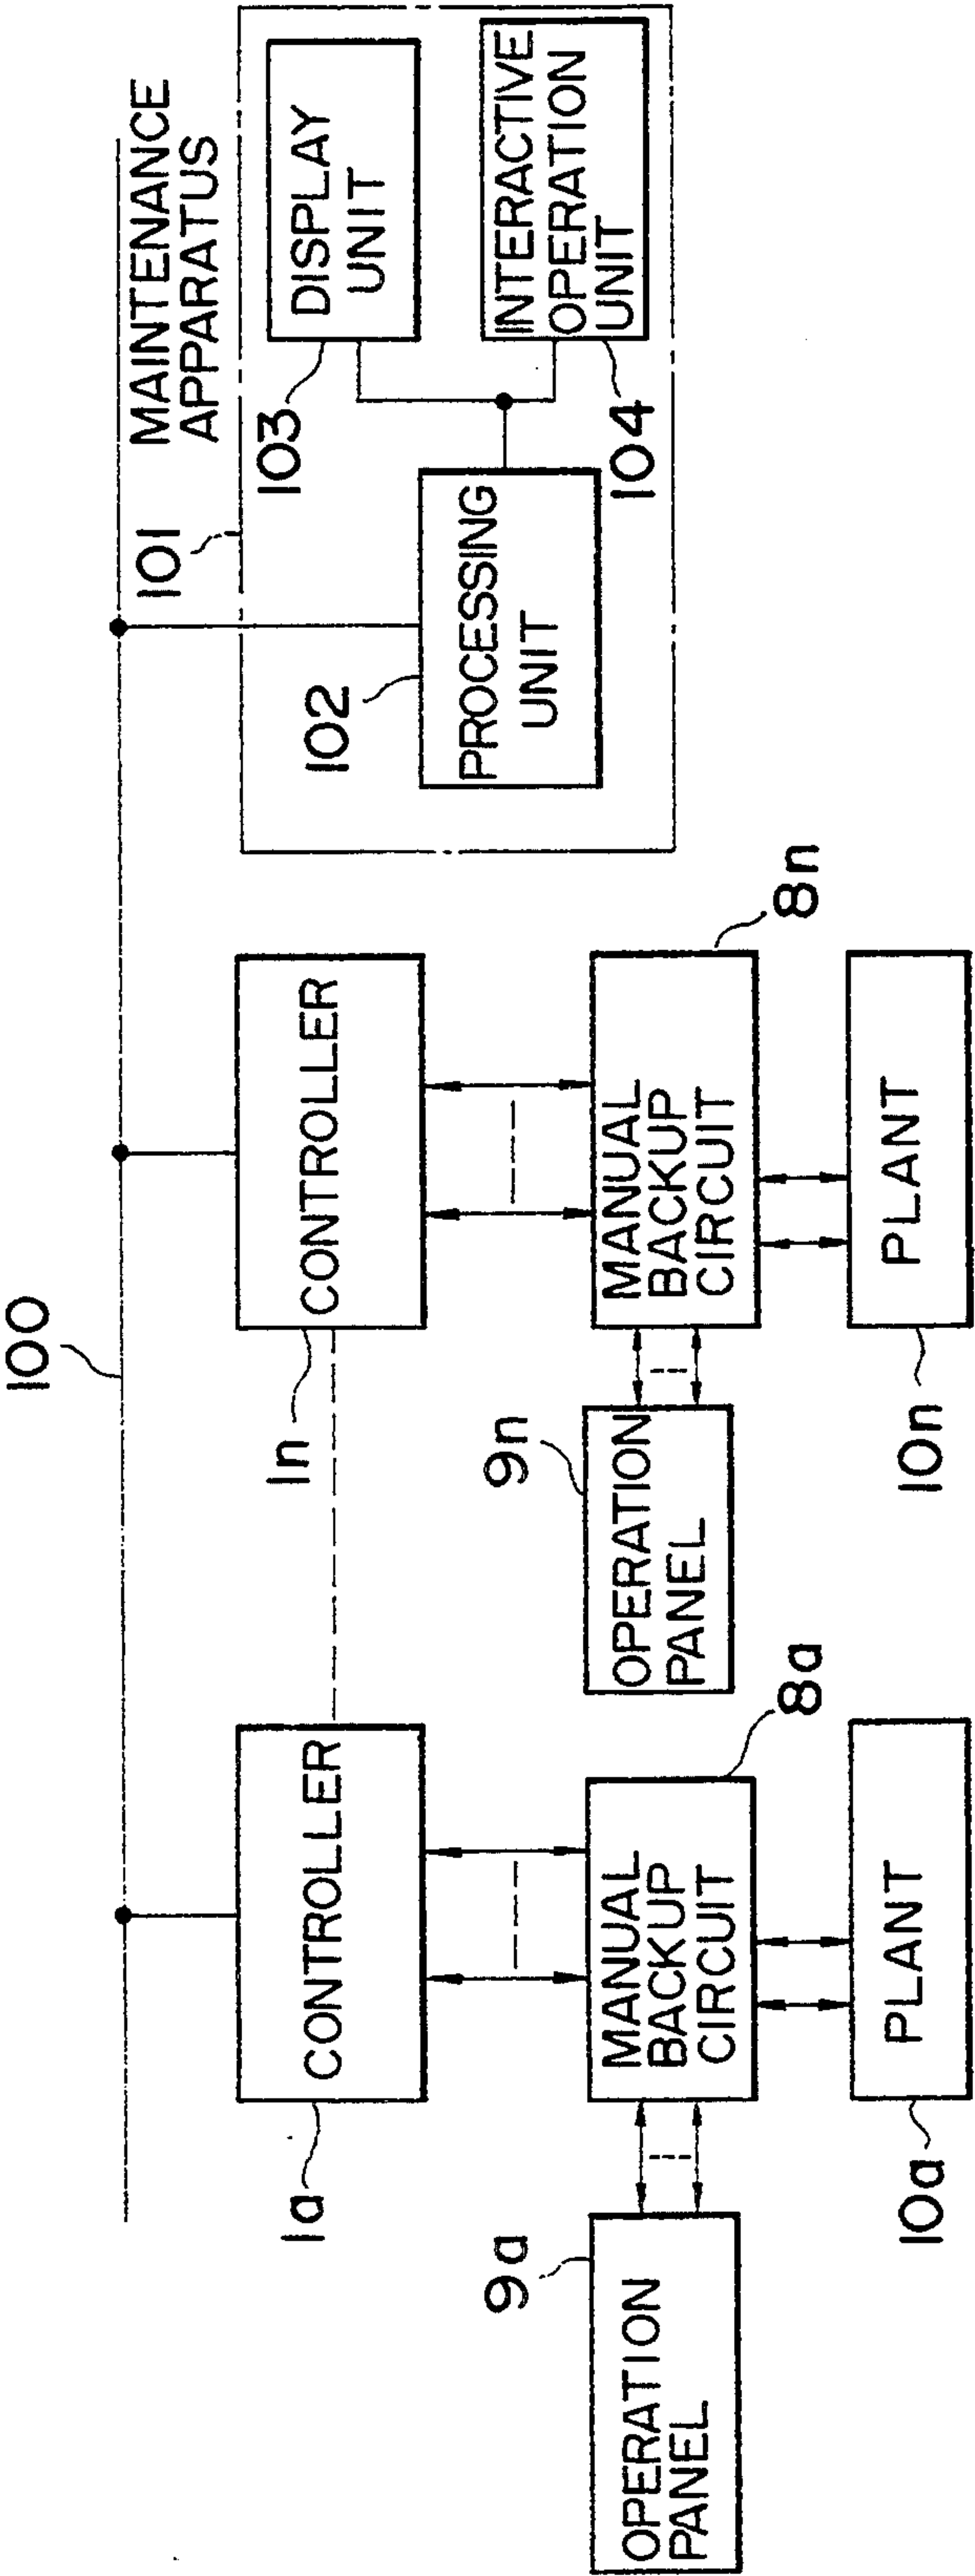 100
MAINTENANCE
APPARATUS
101
1a
CONTROLLER
1n
CONTROLLER
102
PROCESSING
UNIT
103
DISPLAY
UNIT
104
INTERACTIVE
OPERATION
UNIT
9a
OPERATION
PANEL
MANUAL
BACKUP
CIRCUIT
8a
9n
OPERATION
PANEL
MANUAL
BACKUP
CIRCUIT
8n
10a
PLANT
10n
PLANT